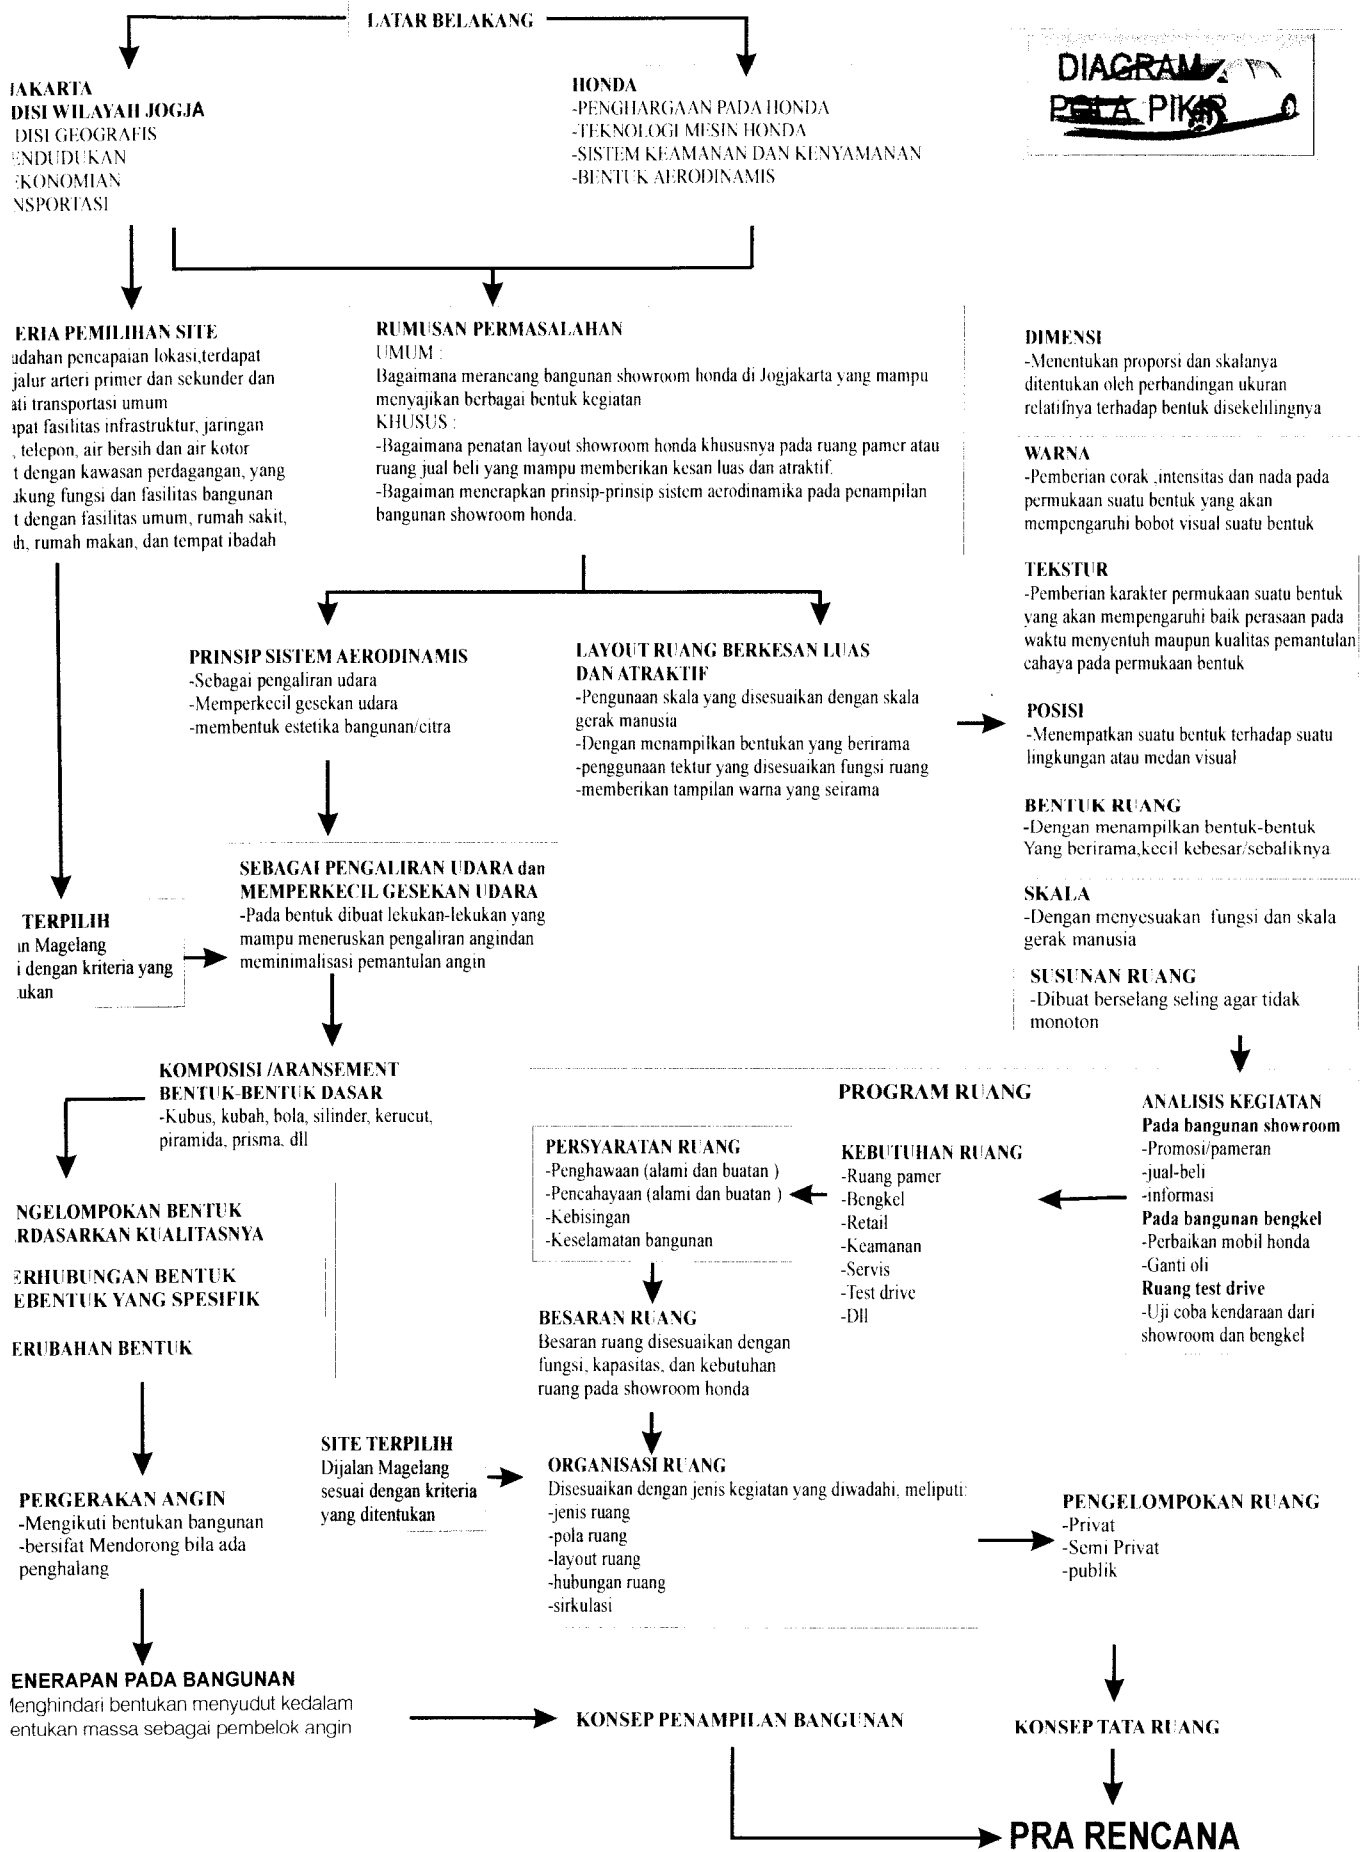 LATAR BELAKANG
DIAGRAM
POLA PIKIR
JAKARTA
DISI WILAYAH JOGJA
DISI GEOGRAFIS
ENDUDUKAN
EKONOMIAN
NSPORTASI
HONDA
-PENGHARGAAN PADA HONDA
-TEKNOLOGI MESIN HONDA
-SISTEM KEAMANAN DAN KENYAMANAN
-BENTUK AERODINAMIS
ERIA PEMILIHAN SITE
udahan pencapaian lokasi,terdapat
jalur arteri primer dan sekunder dan
ati transportasi umum
apat fasilitas infrastruktur, jaringan
, telepon, air bersih dan air kotor
t dengan kawasan perdagangan, yang
ukung fungsi dan fasilitas bangunan
t dengan fasilitas umum, rumah sakit,
ah, rumah makan, dan tempat ibadah
RUMUSAN PERMASALAHAN
UMUM :
Bagaimana merancang bangunan showroom honda di Jogjakarta yang mampu
menyajikan berbagai bentuk kegiatan
KHUSUS :
-Bagaimana penatan layout showroom honda khususnya pada ruang pamer atau
ruang jual beli yang mampu memberikan kesan luas dan atraktif.
-Bagaiman menerapkan prinsip-prinsip sistem aerodinamika pada penampilan
bangunan showroom honda.
DIMENSI
-Menentukan proporsi dan skalanya
ditentukan oleh perbandingan ukuran
relatifnya terhadap bentuk disekelilingnya
WARNA
-Pemberian corak ,intensitas dan nada pada
permukaan suatu bentuk yang akan
mempengaruhi bobot visual suatu bentuk
TEKSTUR
-Pemberian karakter permukaan suatu bentuk
yang akan mempengaruhi baik perasaan pada
waktu menyentuh maupun kualitas pemantulan
cahaya pada permukaan bentuk
POSISI
-Menempatkan suatu bentuk terhadap suatu
lingkungan atau medan visual
BENTUK RUANG
-Dengan menampilkan bentuk-bentuk
Yang berirama,kecil kebesar/sebaliknya
SKALA
-Dengan menyesuakan fungsi dan skala
gerak manusia
SUSUNAN RUANG
-Dibuat berselang seling agar tidak
monoton
PRINSIP SISTEM AERODINAMIS
-Sebagai pengaliran udara
-Memperkecil gesekan udara
-membentuk estetika bangunan/citra
LAYOUT RUANG BERKESAN LUAS
DAN ATRAKTIF
-Pengunaan skala yang disesuaikan dengan skala
gerak manusia
-Dengan menampilkan bentukan yang berirama
-penggunaan tektur yang disesuaikan fungsi ruang
-memberikan tampilan warna yang seirama
SEBAGAI PENGALIRAN UDARA dan
MEMPERKECIL GESEKAN UDARA
-Pada bentuk dibuat lekukan-lekukan yang
mampu meneruskan pengaliran angindan
meminimalisasi pemantulan angin
TERPILIH
an Magelang
i dengan kriteria yang
ukan
KOMPOSISI /ARANSEMENT
BENTUK-BENTUK DASAR
-Kubus, kubah, bola, silinder, kerucut,
piramida, prisma, dll
NGELOMPOKAN BENTUK
RDASARKAN KUALITASNYA
ERHUBUNGAN BENTUK
EBENTUK YANG SPESIFIK
ERUBAHAN BENTUK
PROGRAM RUANG
PERSYARATAN RUANG
-Penghawaan (alami dan buatan )
-Pencahayaan (alami dan buatan )
-Kebisingan
-Keselamatan bangunan
KEBUTUHAN RUANG
-Ruang pamer
-Bengkel
-Retail
-Keamanan
-Servis
-Test drive
-Dll
ANALISIS KEGIATAN
Pada bangunan showroom
-Promosi/pameran
-jual-beli
-informasi
Pada bangunan bengkel
-Perbaikan mobil honda
-Ganti oli
Ruang test drive
-Uji coba kendaraan dari
showroom dan bengkel
BESARAN RUANG
Besaran ruang disesuaikan dengan
fungsi, kapasitas, dan kebutuhan
ruang pada showroom honda
SITE TERPILIH
Dijalan Magelang
sesuai dengan kriteria
yang ditentukan
ORGANISASI RUANG
Disesuaikan dengan jenis kegiatan yang diwadahi, meliputi:
-jenis ruang
-pola ruang
-layout ruang
-hubungan ruang
-sirkulasi
PENGELOMPOKAN RUANG
-Privat
-Semi Privat
-publik
PERGERAKAN ANGIN
-Mengikuti bentukan bangunan
-bersifat Mendorong bila ada
penghalang
ENERAPAN PADA BANGUNAN
Menghindari bentukan menyudut kedalam
entukan massa sebagai pembelok angin
KONSEP PENAMPILAN BANGUNAN
KONSEP TATA RUANG
PRA RENCANA